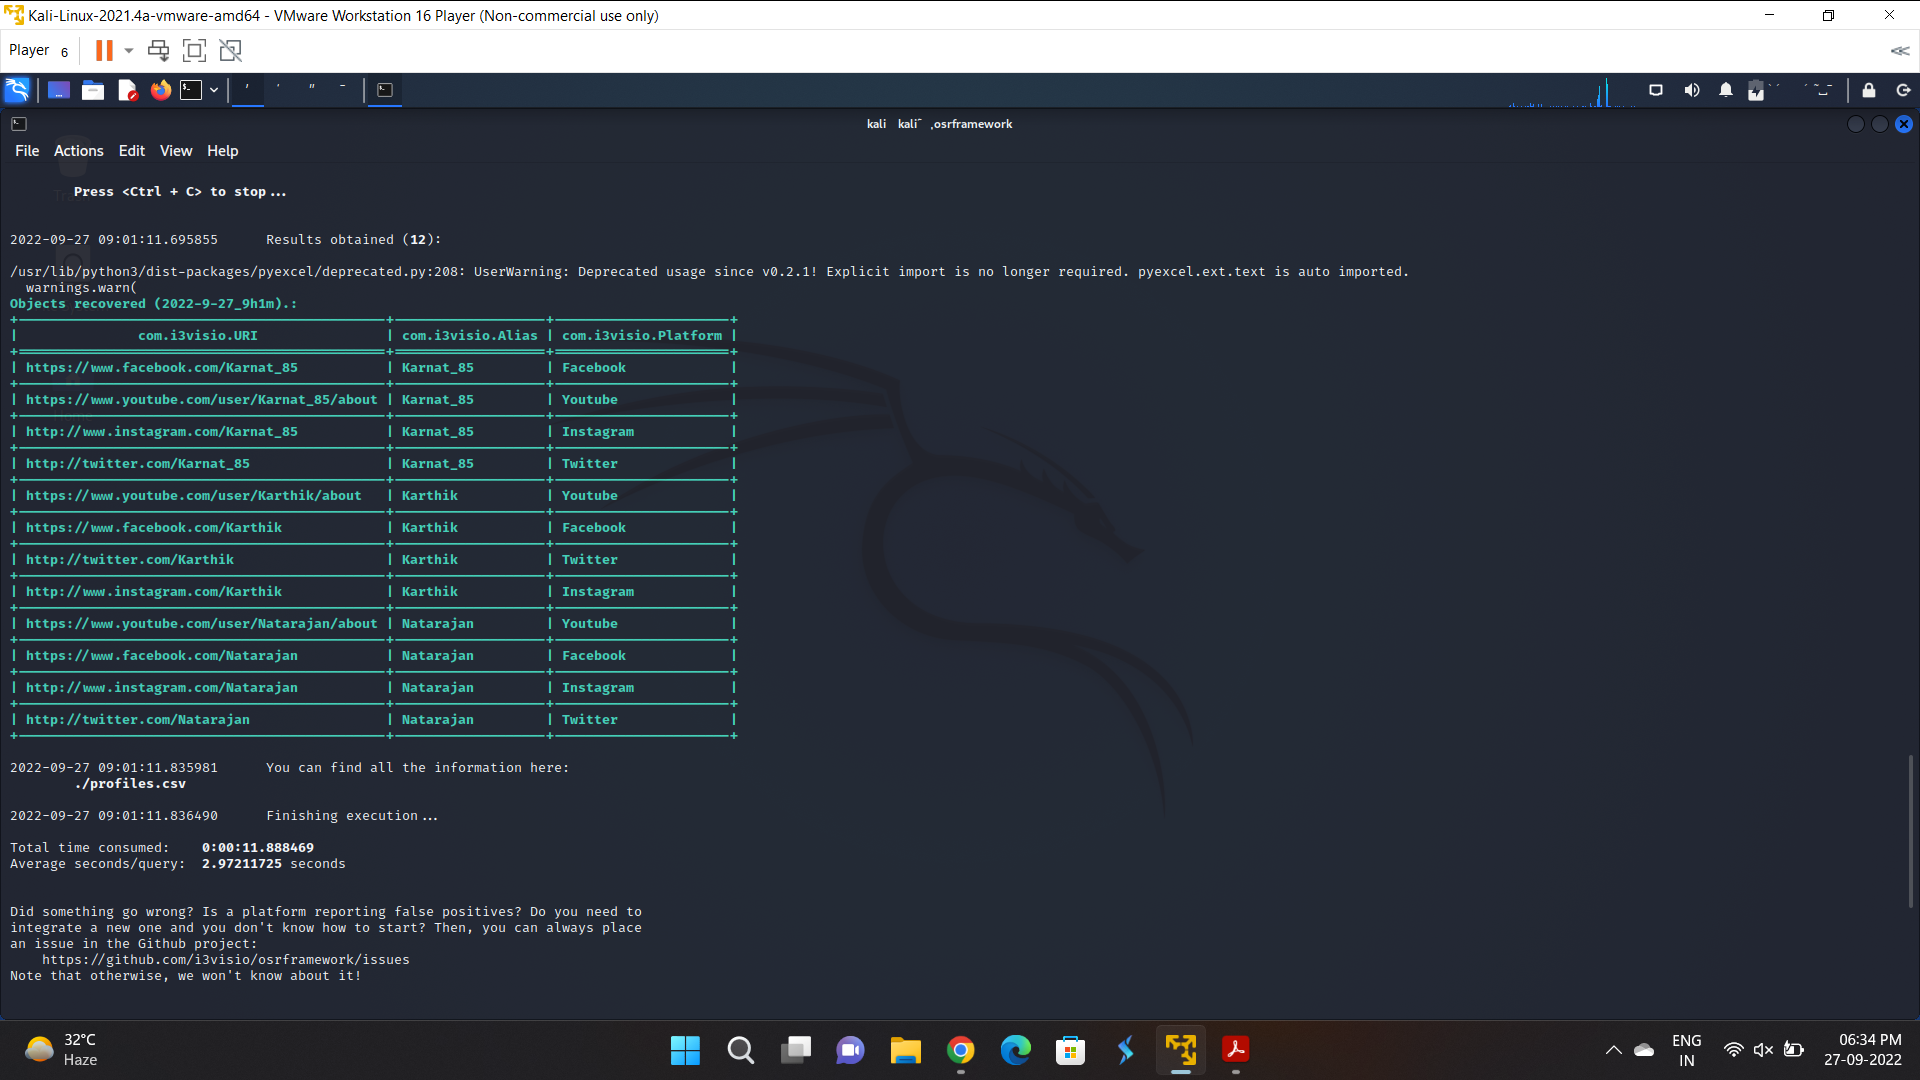 Kali-Linux-2021.4a-vmware-amd64 - VMware Workstation 16 Player (Non-commercial use only)
Player 6
kali kali¯ ,osrframework
File Actions Edit View Help
Press <Ctrl + C> to stop...
2022-09-27 09:01:11.695855 Results obtained (12):
/usr/lib/python3/dist-packages/pyexcel/deprecated.py:208: UserWarning: Deprecated usage since v0.2.1! Explicit import is no longer required. pyexcel.ext.text is auto imported.
warnings.warn(
Objects recovered (2022-9-27_9h1m).:
| com.i3visio.URI | com.i3visio.Alias | com.i3visio.Platform |
| https://www.facebook.com/Karnat_85 | Karnat_85 | Facebook |
| https://www.youtube.com/user/Karnat_85/about | Karnat_85 | Youtube |
| http://www.instagram.com/Karnat_85 | Karnat_85 | Instagram |
| http://twitter.com/Karnat_85 | Karnat_85 | Twitter |
| https://www.youtube.com/user/Karthik/about | Karthik | Youtube |
| https://www.facebook.com/Karthik | Karthik | Facebook |
| http://twitter.com/Karthik | Karthik | Twitter |
| http://www.instagram.com/Karthik | Karthik | Instagram |
| https://www.youtube.com/user/Natarajan/about | Natarajan | Youtube |
| https://www.facebook.com/Natarajan | Natarajan | Facebook |
| http://www.instagram.com/Natarajan | Natarajan | Instagram |
| http://twitter.com/Natarajan | Natarajan | Twitter |
2022-09-27 09:01:11.835981 You can find all the information here:
./profiles.csv
2022-09-27 09:01:11.836490 Finishing execution...
Total time consumed: 0:00:11.888469
Average seconds/query: 2.97211725 seconds
Did something go wrong? Is a platform reporting false positives? Do you need to
integrate a new one and you don't know how to start? Then, you can always place
an issue in the Github project:
https://github.com/i3visio/osrframework/issues
Note that otherwise, we won't know about it!
32°C
Haze
ENG
IN
06:34 PM
27-09-2022